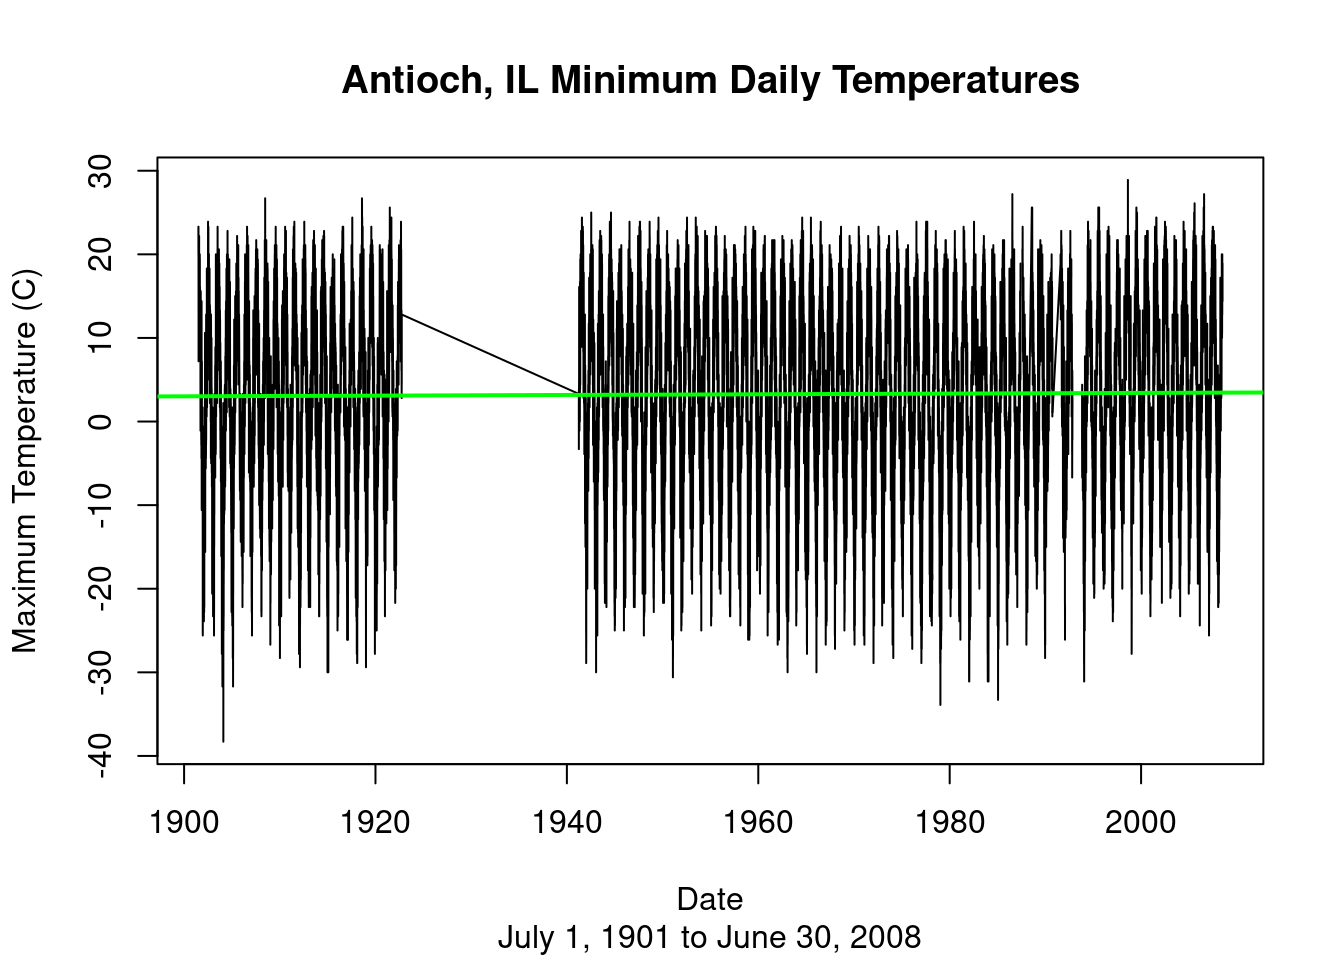 Antioch, IL Minimum Daily Temperatures
Maximum Temperature (C)
30
20
10
0
-10
-20
-30
-40
1900 1920 1940 1960 1980 2000
Date
July 1, 1901 to June 30, 2008